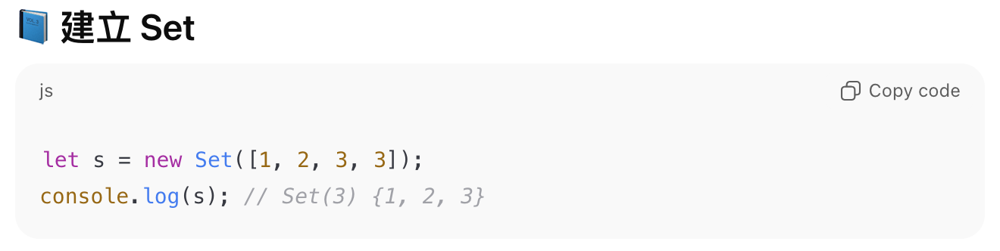 建立 Set
js
Copy code
let s = new Set([1, 2, 3, 3]);
console.log(s); // Set(3) {1, 2, 3}